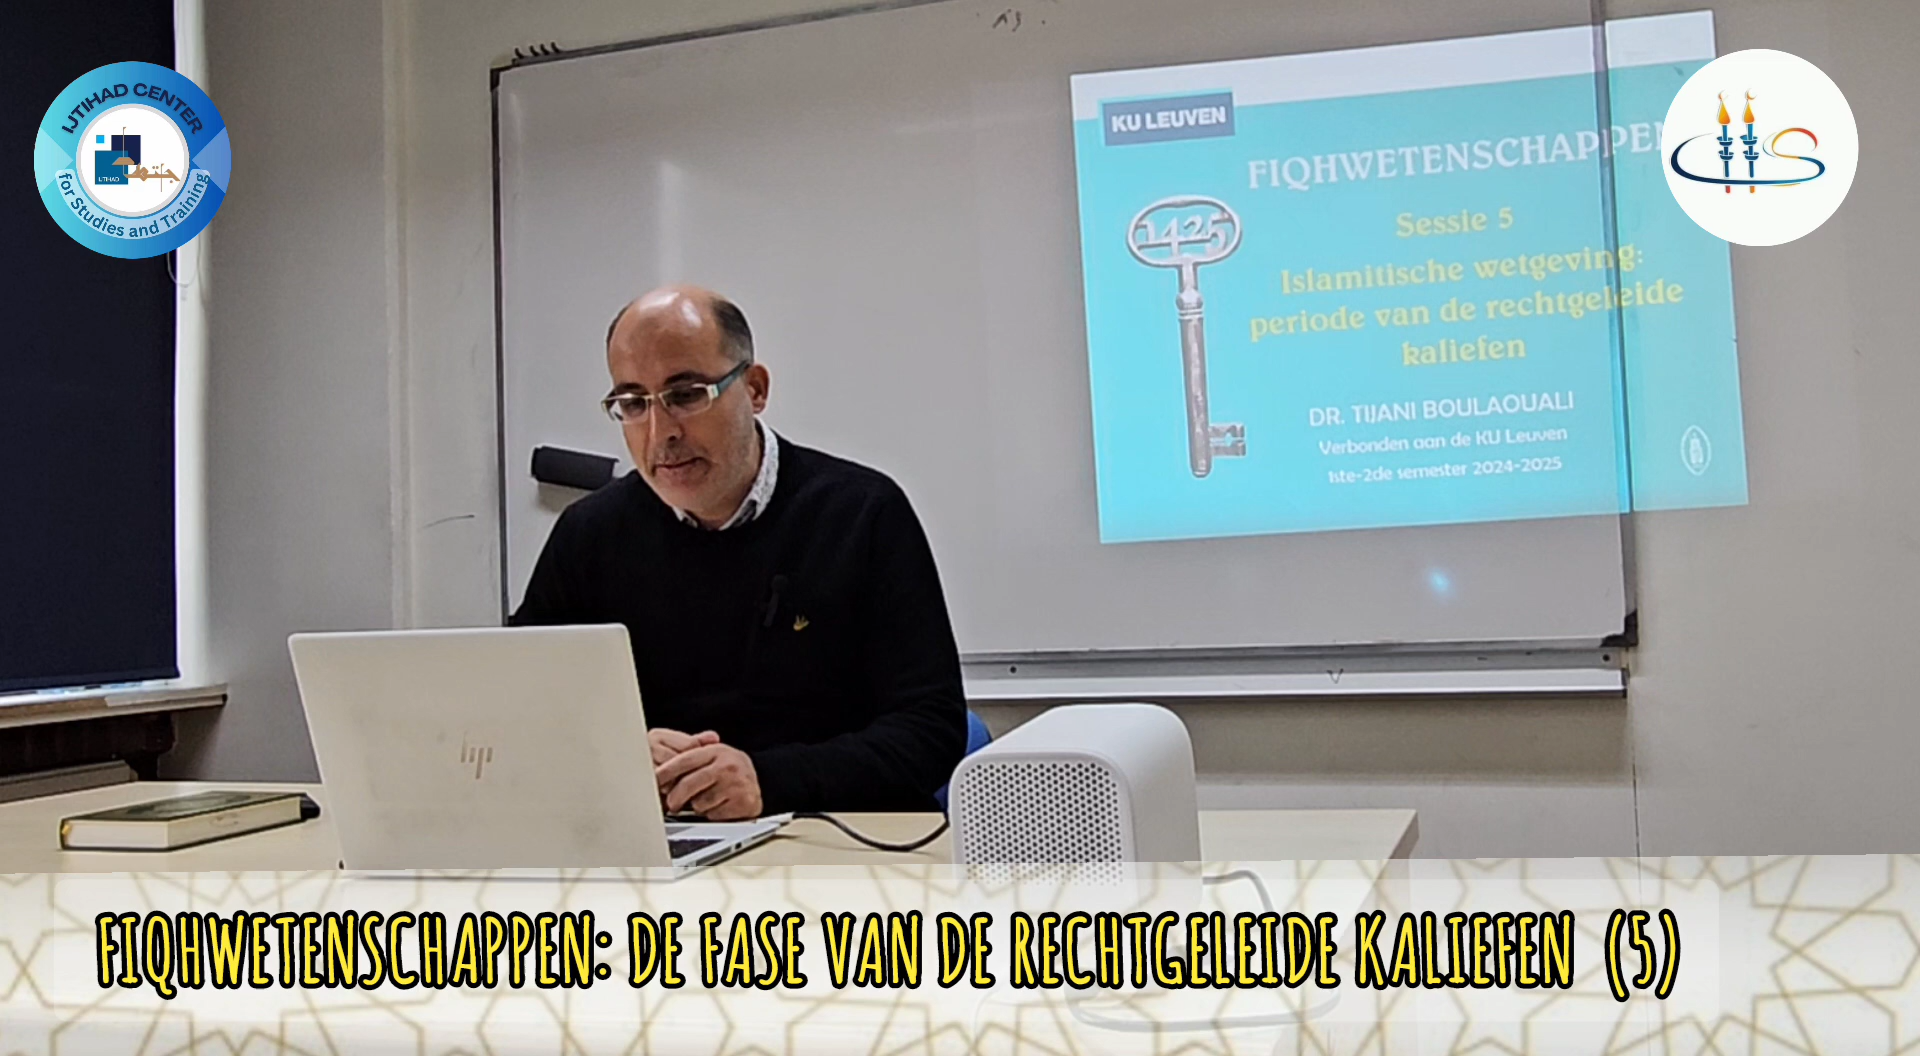 IJTIHAD CENTER
for Studies and Training
IJTIHAD
KU LEUVEN
FIQHWETENSCHAPPEN
1425
Sessie 5
Islamitische wetgeving:
periode van de rechtgeleide
kaliefen
DR. TIJANI BOULAOUALI
Verbonden aan de KU Leuven
1ste-2de semester 2024-2025
hp
FIQHWETENSCHAPPEN: DE FASE VAN DE RECHTGELEIDE KALIEFEN (5)